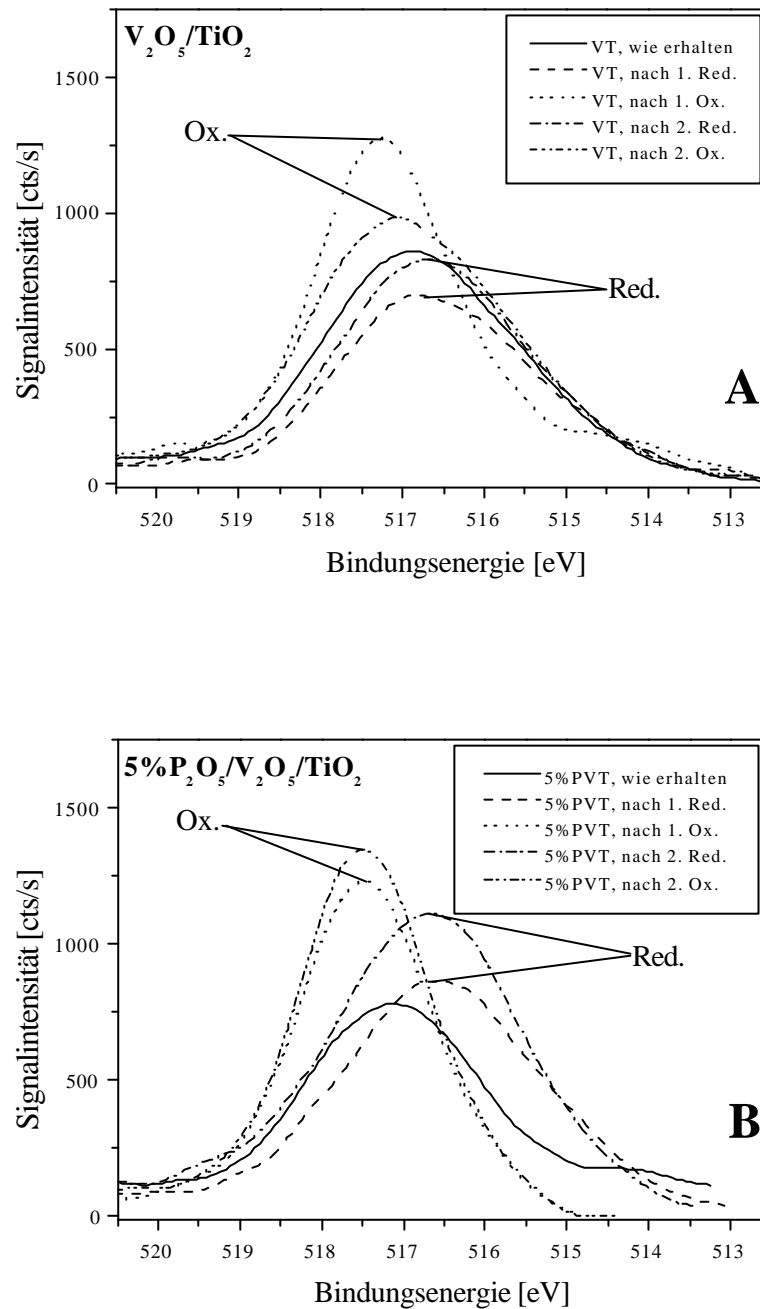 V₂O₅/TiO₂
VT, wie erhalten
VT, nach 1. Red.
VT, nach 1. Ox.
VT, nach 2. Red.
VT, nach 2. Ox.
Ox.
Red.
A
Signalintensität [cts/s]
1500
1000
500
0
520 519 518 517 516 515 514 513
Bindungsenergie [eV]
5%P₂O₅/V₂O₅/TiO₂
5%PVT, wie erhalten
5%PVT, nach 1. Red.
5%PVT, nach 1. Ox.
5%PVT, nach 2. Red.
5%PVT, nach 2. Ox.
Ox.
Red.
B
Signalintensität [cts/s]
1500
1000
500
0
520 519 518 517 516 515 514 513
Bindungsenergie [eV]